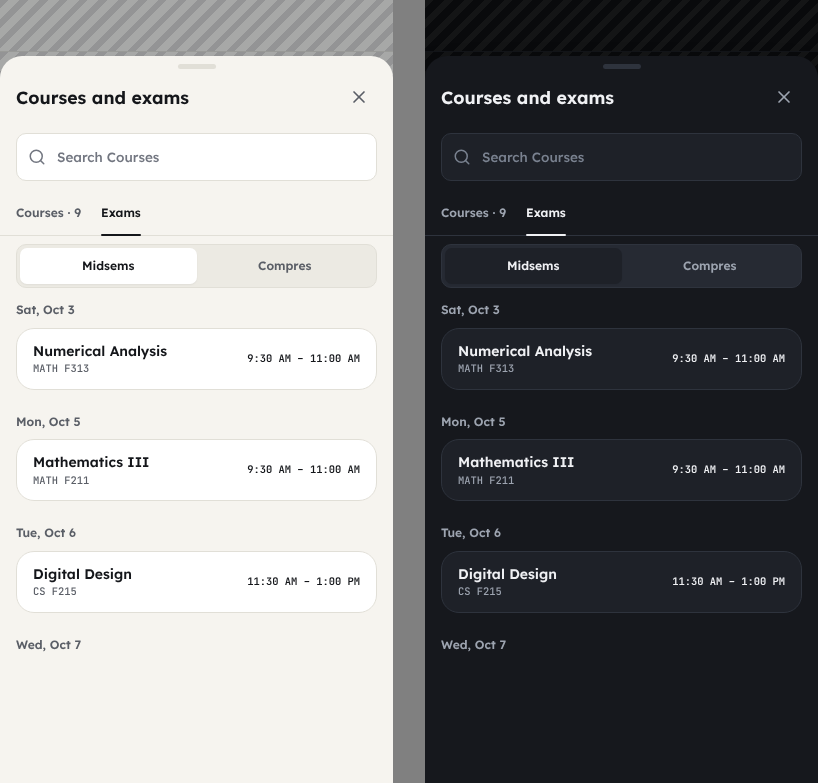 Courses and exams
Search Courses
Courses · 9 Exams
Midsems Compres
Sat, Oct 3
Numerical Analysis
MATH F313
9:30 AM – 11:00 AM
Mon, Oct 5
Mathematics III
MATH F211
9:30 AM – 11:00 AM
Tue, Oct 6
Digital Design
CS F215
11:30 AM – 1:00 PM
Wed, Oct 7
Courses and exams
Search Courses
Courses · 9 Exams
Midsems Compres
Sat, Oct 3
Numerical Analysis
MATH F313
9:30 AM – 11:00 AM
Mon, Oct 5
Mathematics III
MATH F211
9:30 AM – 11:00 AM
Tue, Oct 6
Digital Design
CS F215
11:30 AM – 1:00 PM
Wed, Oct 7